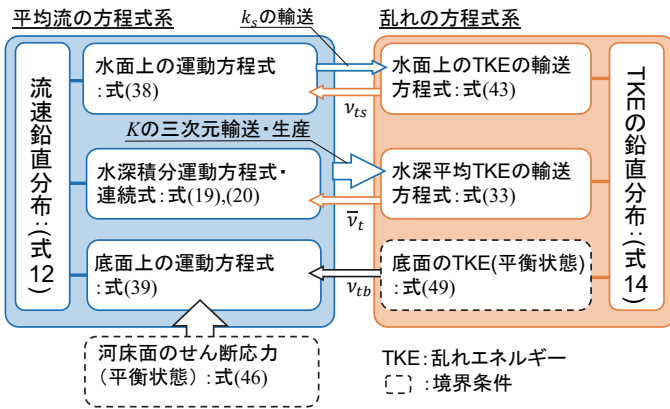 平均流の方程式系
k_sの輸送
乱れの方程式系
流速鉛直分布:(式12)
水面上の運動方程式
:式(38)
水面上のTKEの輸送
方程式:式(43)
TKEの鉛直分布:(式14)
ν_ts
Kの三次元輸送・生産
水深積分運動方程式・
連続式:式(19),(20)
水深平均TKEの輸送
方程式:式(33)
ν̅_t
底面上の運動方程式
:式(39)
底面のTKE(平衡状態)
:式(49)
ν_tb
河床面のせん断応力
(平衡状態):式(46)
TKE:乱れエネルギー
:境界条件